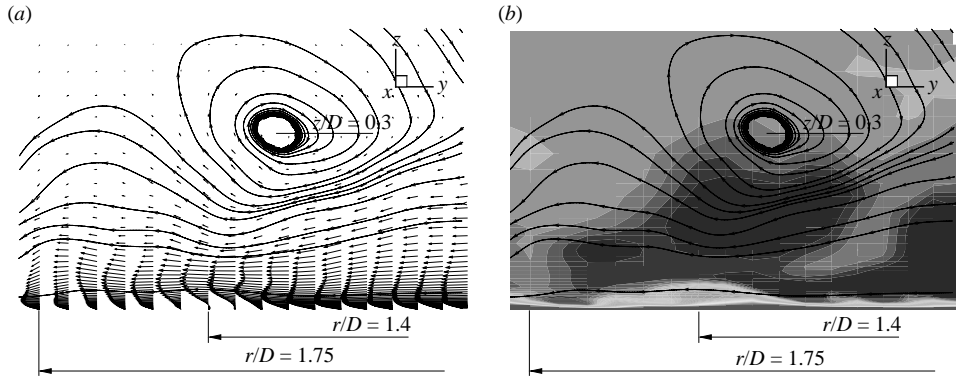 (a)
z
x
y
z/D = 0.3
r/D = 1.4
r/D = 1.75
(b)
z
x
y
z/D = 0.3
r/D = 1.4
r/D = 1.75